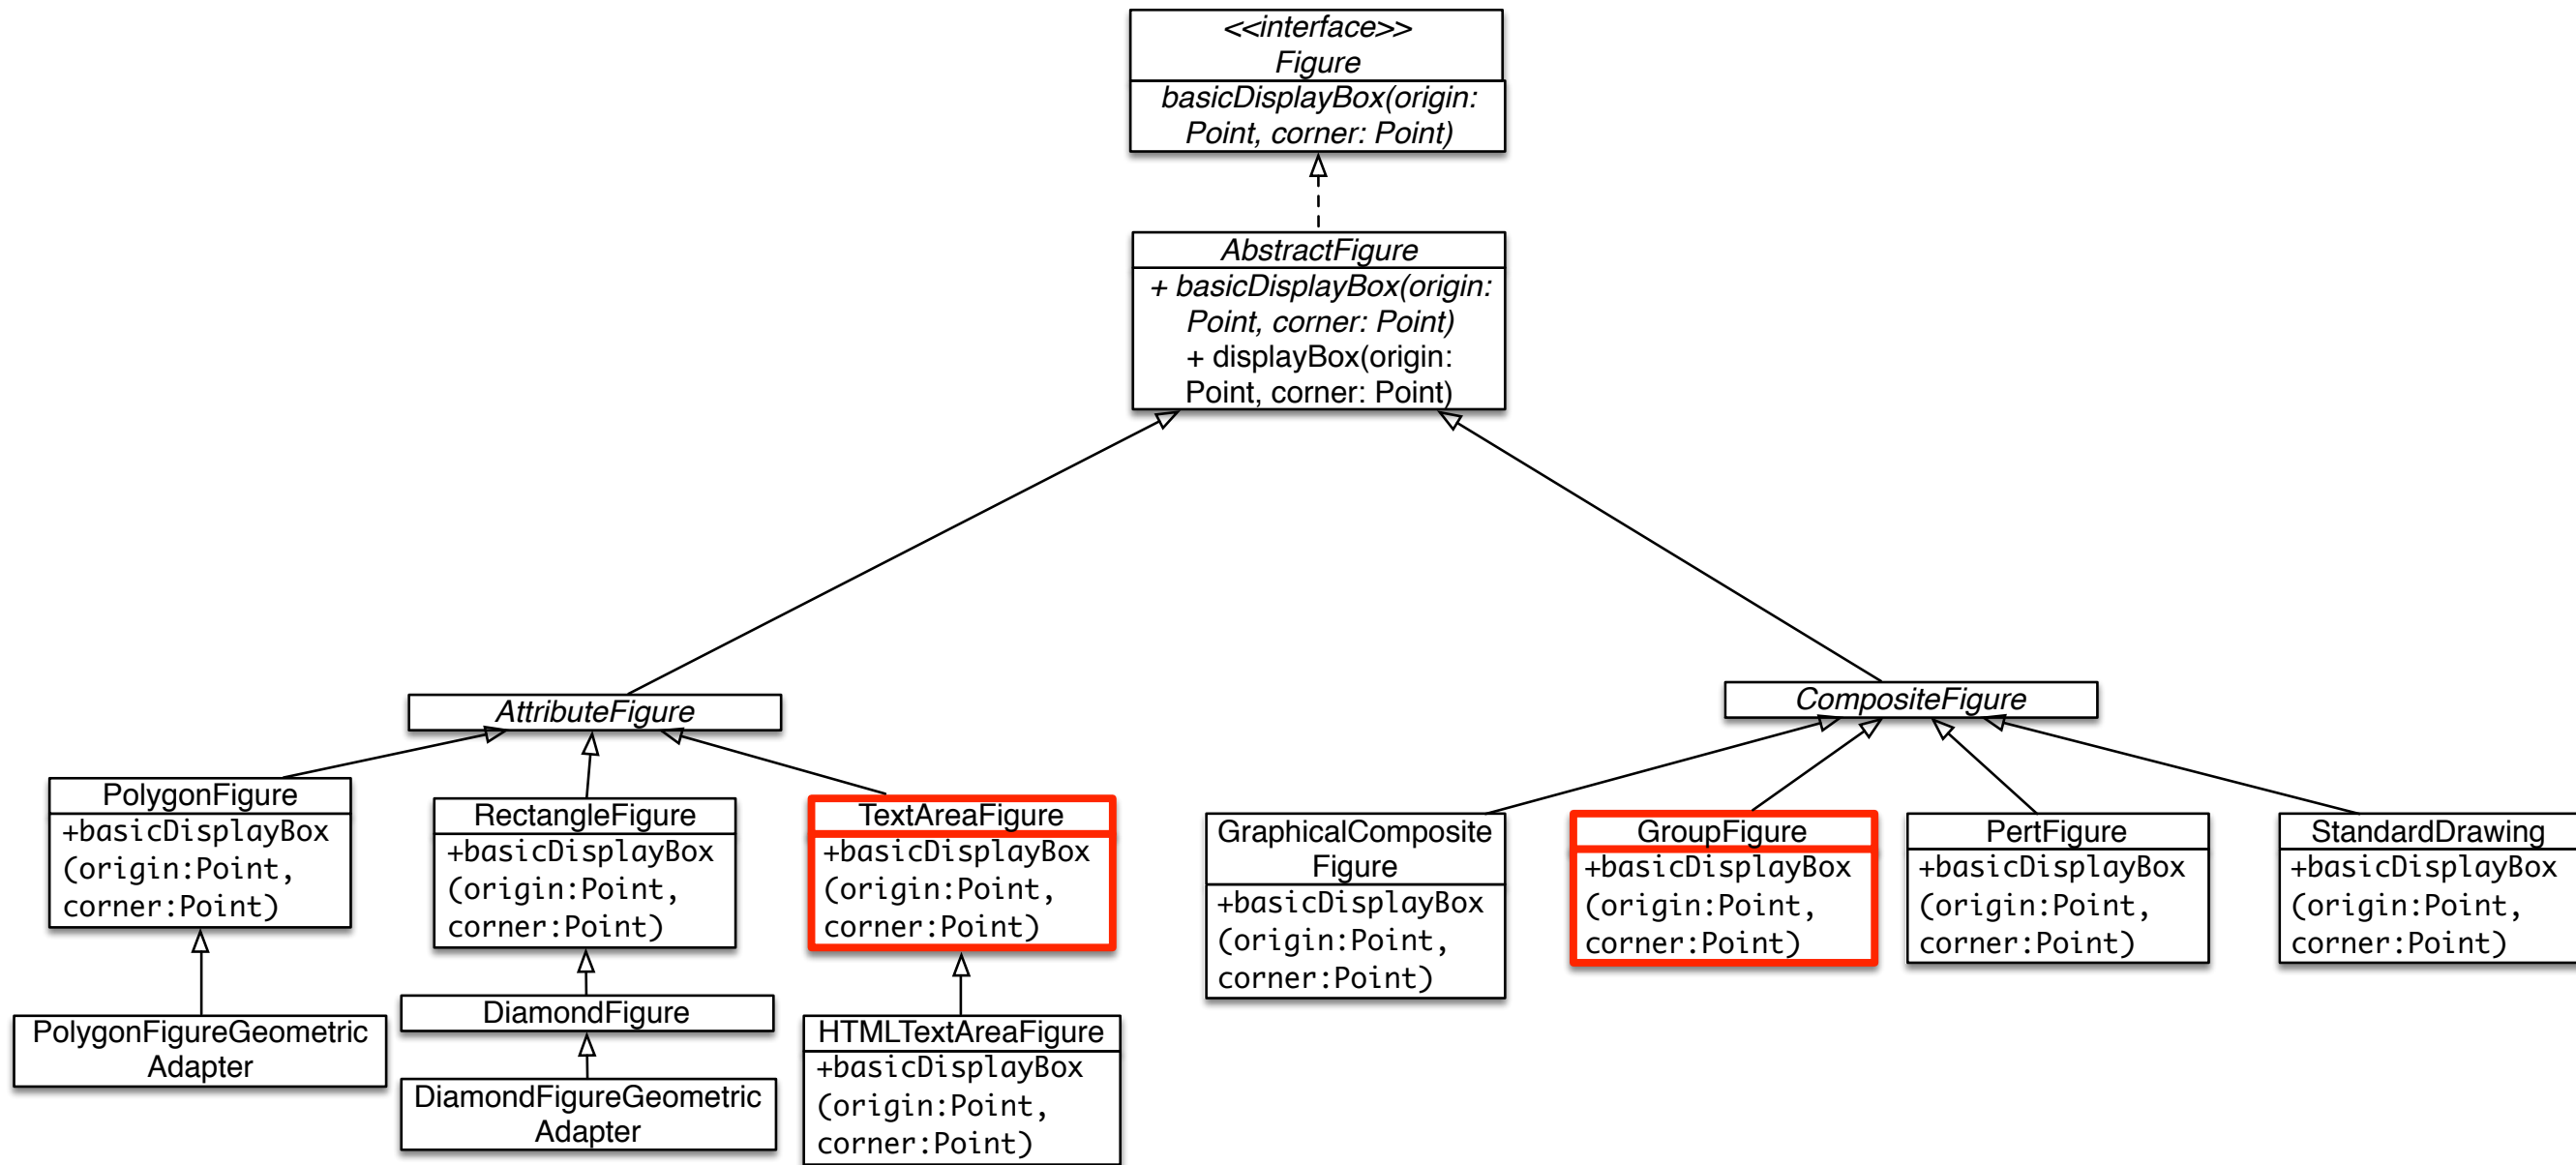 <<interface>>
Figure
basicDisplayBox(origin:
Point, corner: Point)
AbstractFigure
+ basicDisplayBox(origin:
Point, corner: Point)
+ displayBox(origin:
Point, corner: Point)
AttributeFigure
CompositeFigure
PolygonFigure
+basicDisplayBox
(origin:Point,
corner:Point)
RectangleFigure
+basicDisplayBox
(origin:Point,
corner:Point)
TextAreaFigure
+basicDisplayBox
(origin:Point,
corner:Point)
GraphicalComposite
Figure
+basicDisplayBox
(origin:Point,
corner:Point)
GroupFigure
+basicDisplayBox
(origin:Point,
corner:Point)
PertFigure
+basicDisplayBox
(origin:Point,
corner:Point)
StandardDrawing
+basicDisplayBox
(origin:Point,
corner:Point)
PolygonFigureGeometric
Adapter
DiamondFigure
DiamondFigureGeometric
Adapter
HTMLTextAreaFigure
+basicDisplayBox
(origin:Point,
corner:Point)